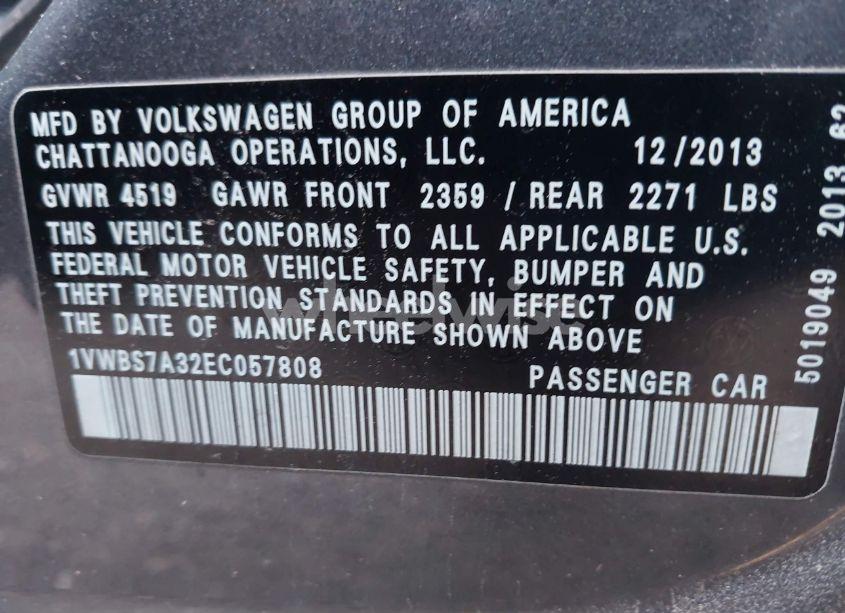 MFD BY VOLKSWAGEN GROUP OF AMERICA
CHATTANOOGA OPERATIONS, LLC. 12/2013
GVWR 4519 GAWR FRONT 2359 / REAR 2271 LBS
THIS VEHICLE CONFORMS TO ALL APPLICABLE U.S.
FEDERAL MOTOR VEHICLE SAFETY, BUMPER AND
THEFT PREVENTION STANDARDS IN EFFECT ON
THE DATE OF MANUFACTURE SHOWN ABOVE
1VWBS7A32EC057808 PASSENGER CAR
5019049 2013